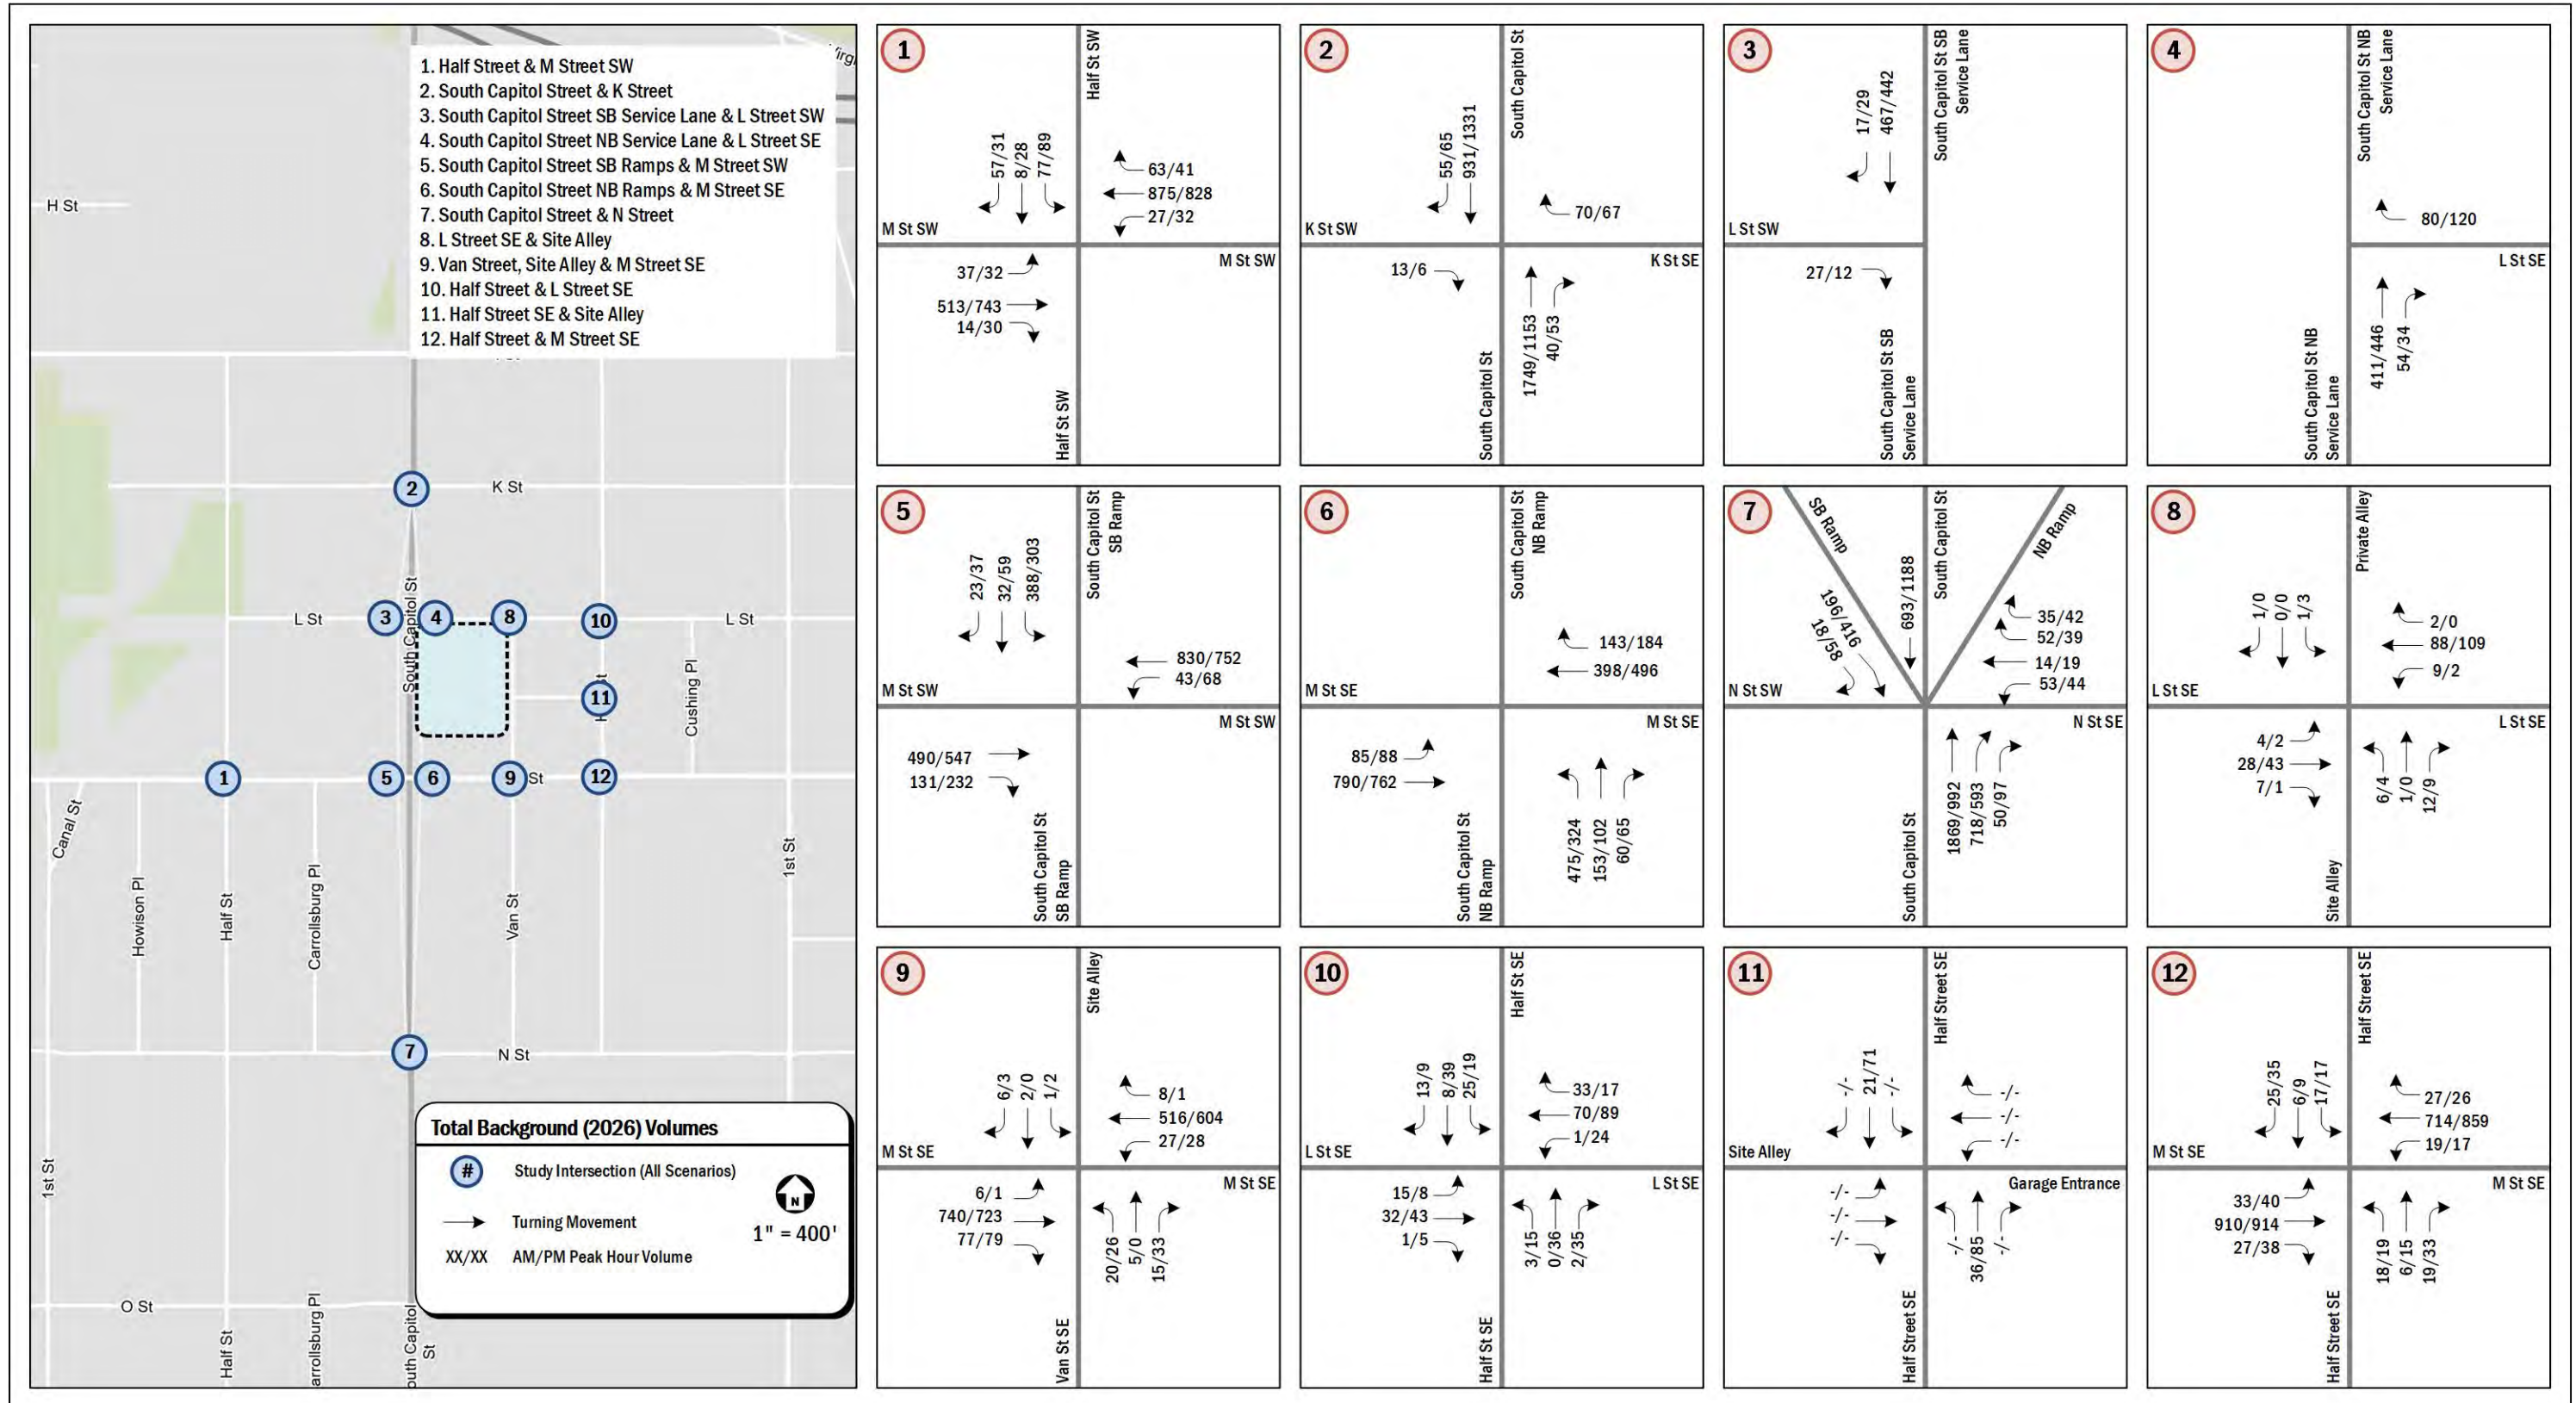 1. Half Street & M Street SW
2. South Capitol Street & K Street
3. South Capitol Street SB Service Lane & L Street SW
4. South Capitol Street NB Service Lane & L Street SE
5. South Capitol Street SB Ramps & M Street SW
6. South Capitol Street NB Ramps & M Street SE
7. South Capitol Street & N Street
8. L Street SE & Site Alley
9. Van Street, Site Alley & M Street SE
10. Half Street & L Street SE
11. Half Street SE & Site Alley
12. Half Street & M Street SE
H St
2
K St
South Capitol St
L St
3
4
8
10
L St
11
Cushing Pl
1
5
6
9
St
12
Canal St
Howison Pl
Half St
Carrollsburg Pl
Van St
1st St
7
N St
1st St
O St
Half St
arrollsburg Pl
outh Capitol
St
Total Background (2026) Volumes
#
Study Intersection (All Scenarios)
Turning Movement
XX/XX
AM/PM Peak Hour Volume
N
1" = 400'
1
Half St SW
57/31
8/28
77/89
63/41
875/828
27/32
M St SW
M St SW
37/32
513/743
14/30
Half St SW
2
South Capitol St
55/65
931/1331
70/67
K St SW
K St SE
13/6
1749/1153
40/53
South Capitol St
3
South Capitol St SB
Service Lane
17/29
467/442
L St SW
27/12
South Capitol St SB
Service Lane
4
South Capitol St NB
Service Lane
80/120
L St SE
411/446
54/34
South Capitol St NB
Service Lane
5
South Capitol St
SB Ramp
23/37
32/59
388/303
830/752
43/68
M St SW
M St SW
490/547
131/232
South Capitol St
SB Ramp
6
South Capitol St
NB Ramp
143/184
398/496
M St SE
M St SE
85/88
790/762
475/324
153/102
60/65
South Capitol St
NB Ramp
7
SB Ramp
South Capitol St
NB Ramp
196/416
18/58
693/1188
35/42
52/39
14/19
53/44
N St SW
N St SE
1869/992
718/593
50/97
South Capitol St
8
Private Alley
1/0
0/0
1/3
2/0
88/109
9/2
L St SE
L St SE
4/2
28/43
7/1
6/4
1/0
12/9
Site Alley
9
Site Alley
6/3
2/0
1/2
8/1
516/604
27/28
M St SE
M St SE
6/1
740/723
77/79
20/26
5/0
15/33
Van St SE
10
Half St SE
13/9
8/39
25/19
33/17
70/89
1/24
L St SE
L St SE
15/8
32/43
1/5
3/15
0/36
2/35
Half St SE
11
Half Street SE
-/-
21/71
-/-
-/-
-/-
-/-
Site Alley
Garage Entrance
-/-
-/-
-/-
-/-
36/85
-/-
Half Street SE
12
Half Street SE
25/35
6/9
17/17
27/26
714/859
19/17
M St SE
M St SE
33/40
910/914
27/38
18/19
6/15
19/33
Half Street SE